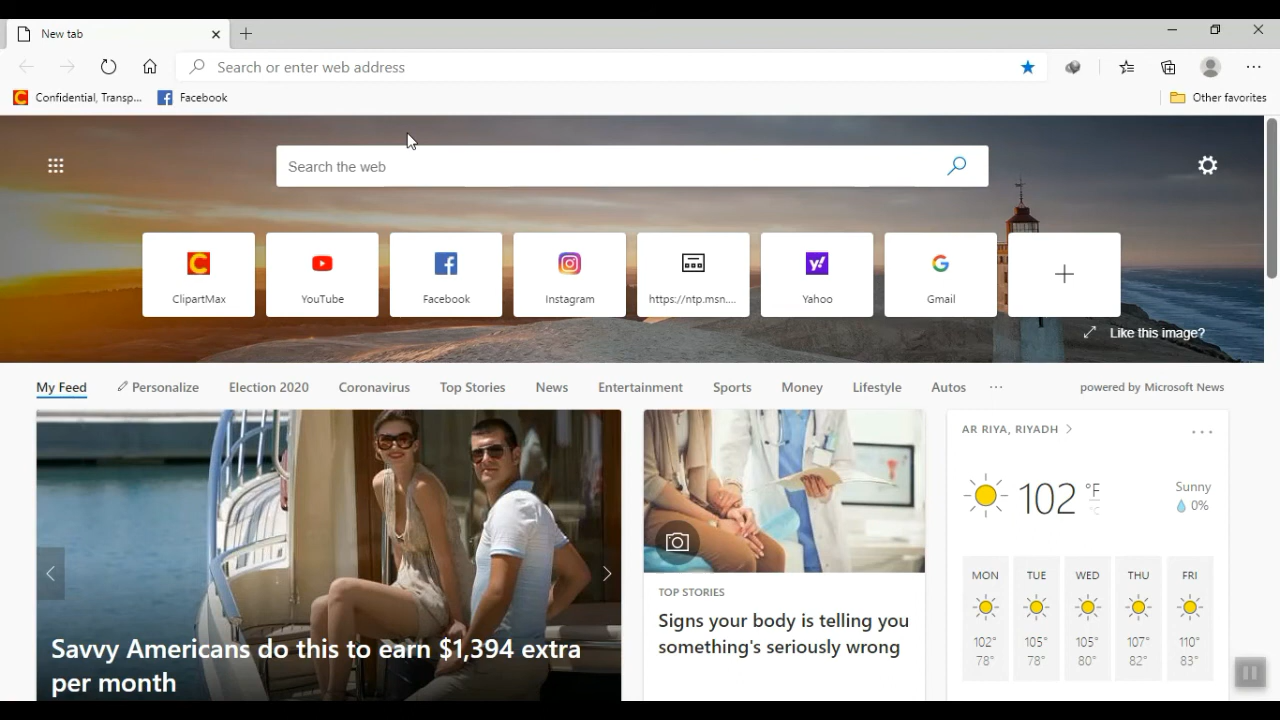 New tab
Search or enter web address
Confidential, Transp... Facebook Other favorites
Search the web
ClipartMax YouTube Facebook Instagram https://ntp.msn.... Yahoo Gmail
Like this image?
My Feed Personalize Election 2020 Coronavirus Top Stories News Entertainment Sports Money Lifestyle Autos ... powered by Microsoft News
Savvy Americans do this to earn $1,394 extra
per month
TOP STORIES
Signs your body is telling you
something's seriously wrong
AR RIYA, RIYADH >
102 °F
°C
Sunny
0%
MON TUE WED THU FRI
102° 105° 105° 107° 110°
78° 78° 80° 82° 83°